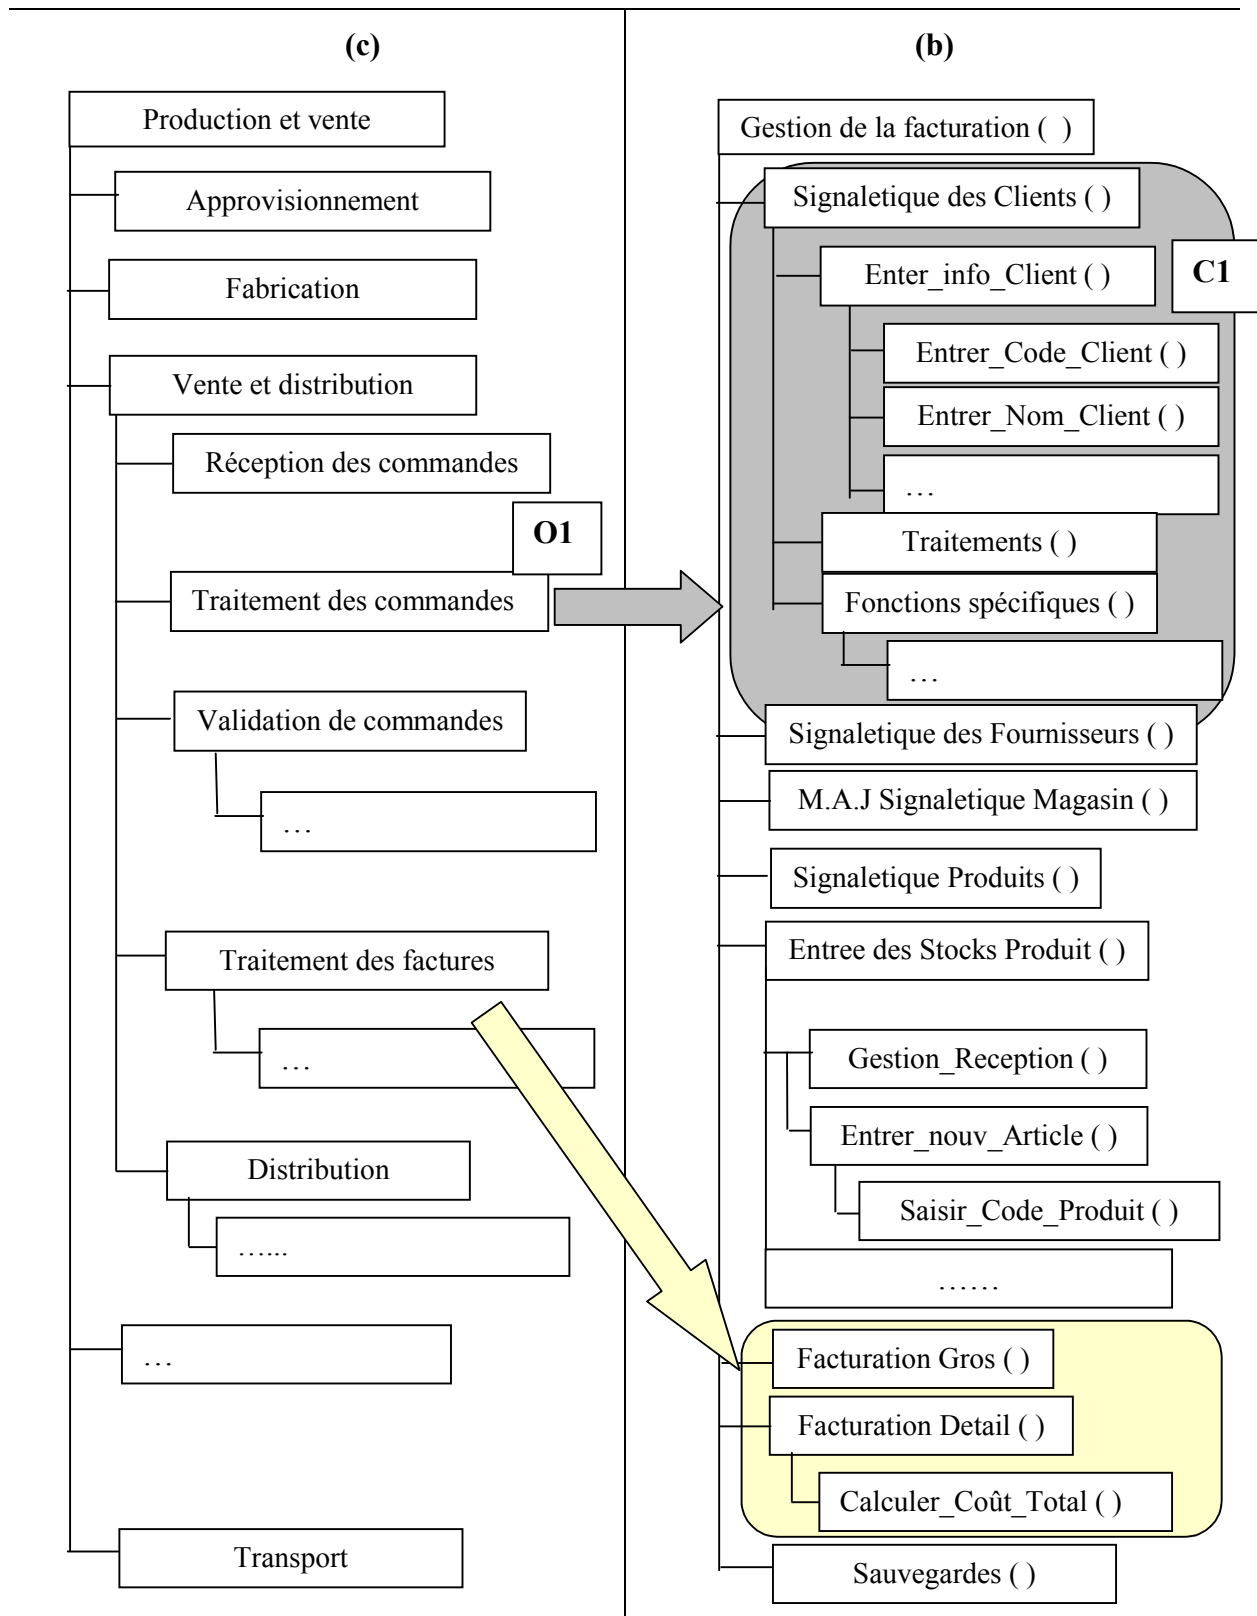 (c)
Production et vente
Approvisionnement
Fabrication
Vente et distribution
Réception des commandes
O1
Traitement des commandes
Validation de commandes
…
Traitement des factures
…
Distribution
…...
…
Transport
(b)
Gestion de la facturation ( )
Signaletique des Clients ( )
C1
Enter_info_Client ( )
Entrer_Code_Client ( )
Entrer_Nom_Client ( )
…
Traitements ( )
Fonctions spécifiques ( )
…
Signaletique des Fournisseurs ( )
M.A.J Signaletique Magasin ( )
Signaletique Produits ( )
Entree des Stocks Produit ( )
Gestion_Reception ( )
Entrer_nouv_Article ( )
Saisir_Code_Produit ( )
……
Facturation Gros ( )
Facturation Detail ( )
Calculer_Coût_Total ( )
Sauvegardes ( )